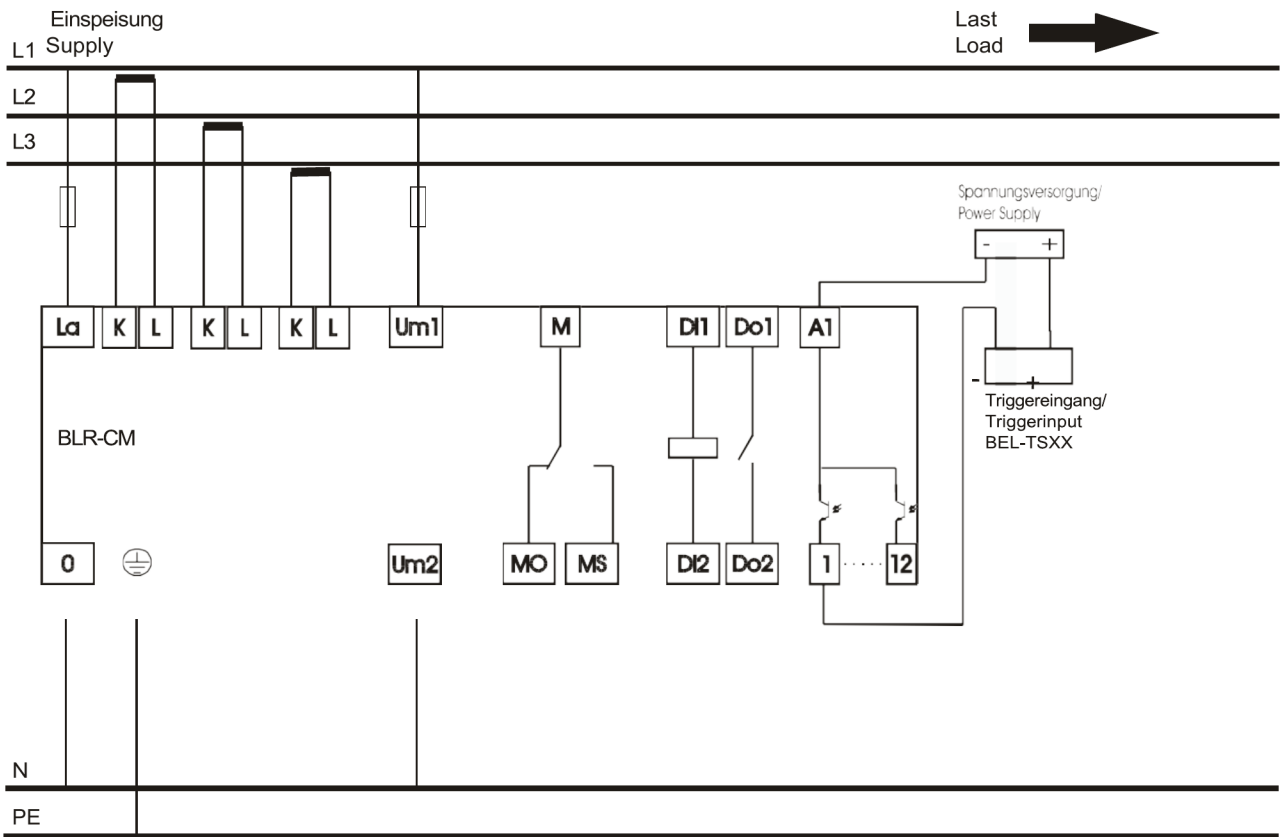 Einspeisung
L1 Supply
Last
Load
L2
L3
Spannungsversorgung/
Power Supply
- +
La K L K L K L Um1 M DI1 Do1 A1
-
+
Triggereingang/
Triggerinput
BEL-TSXX
BLR-CM
0 Um2 MO MS DI2 Do2 1 ····· 12
N
PE